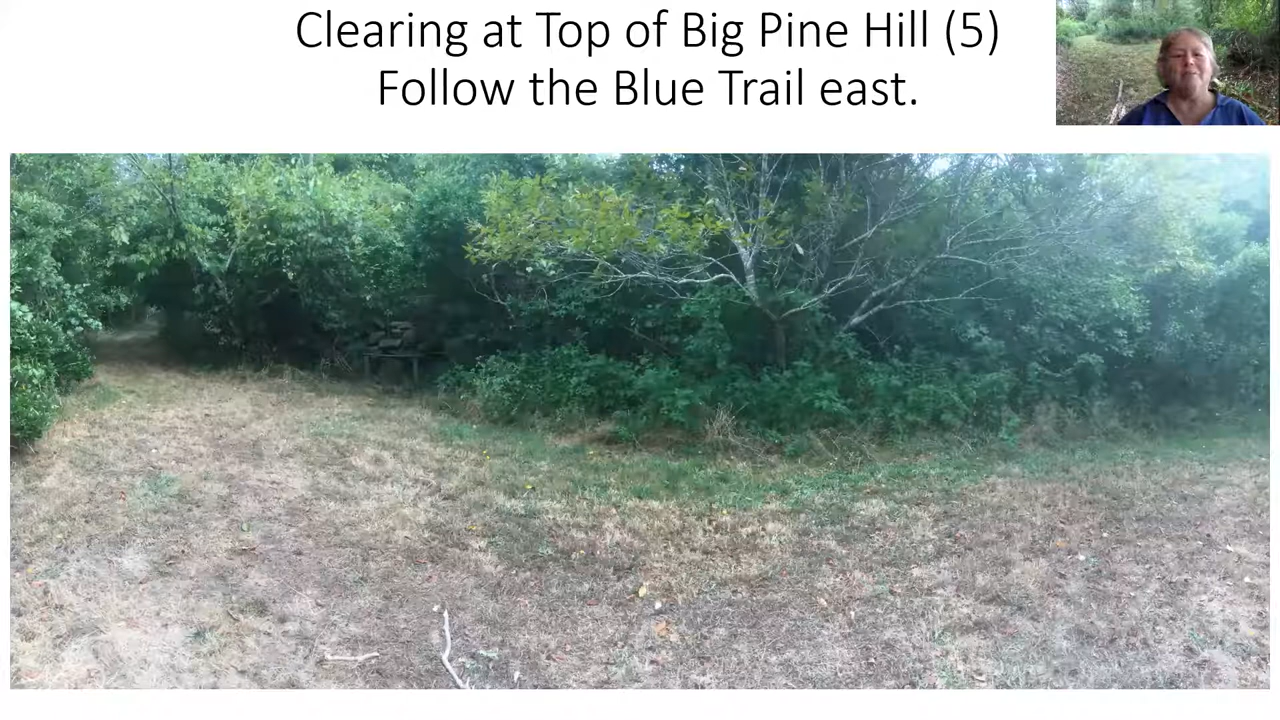 Clearing at Top of Big Pine Hill (5)
Follow the Blue Trail east.